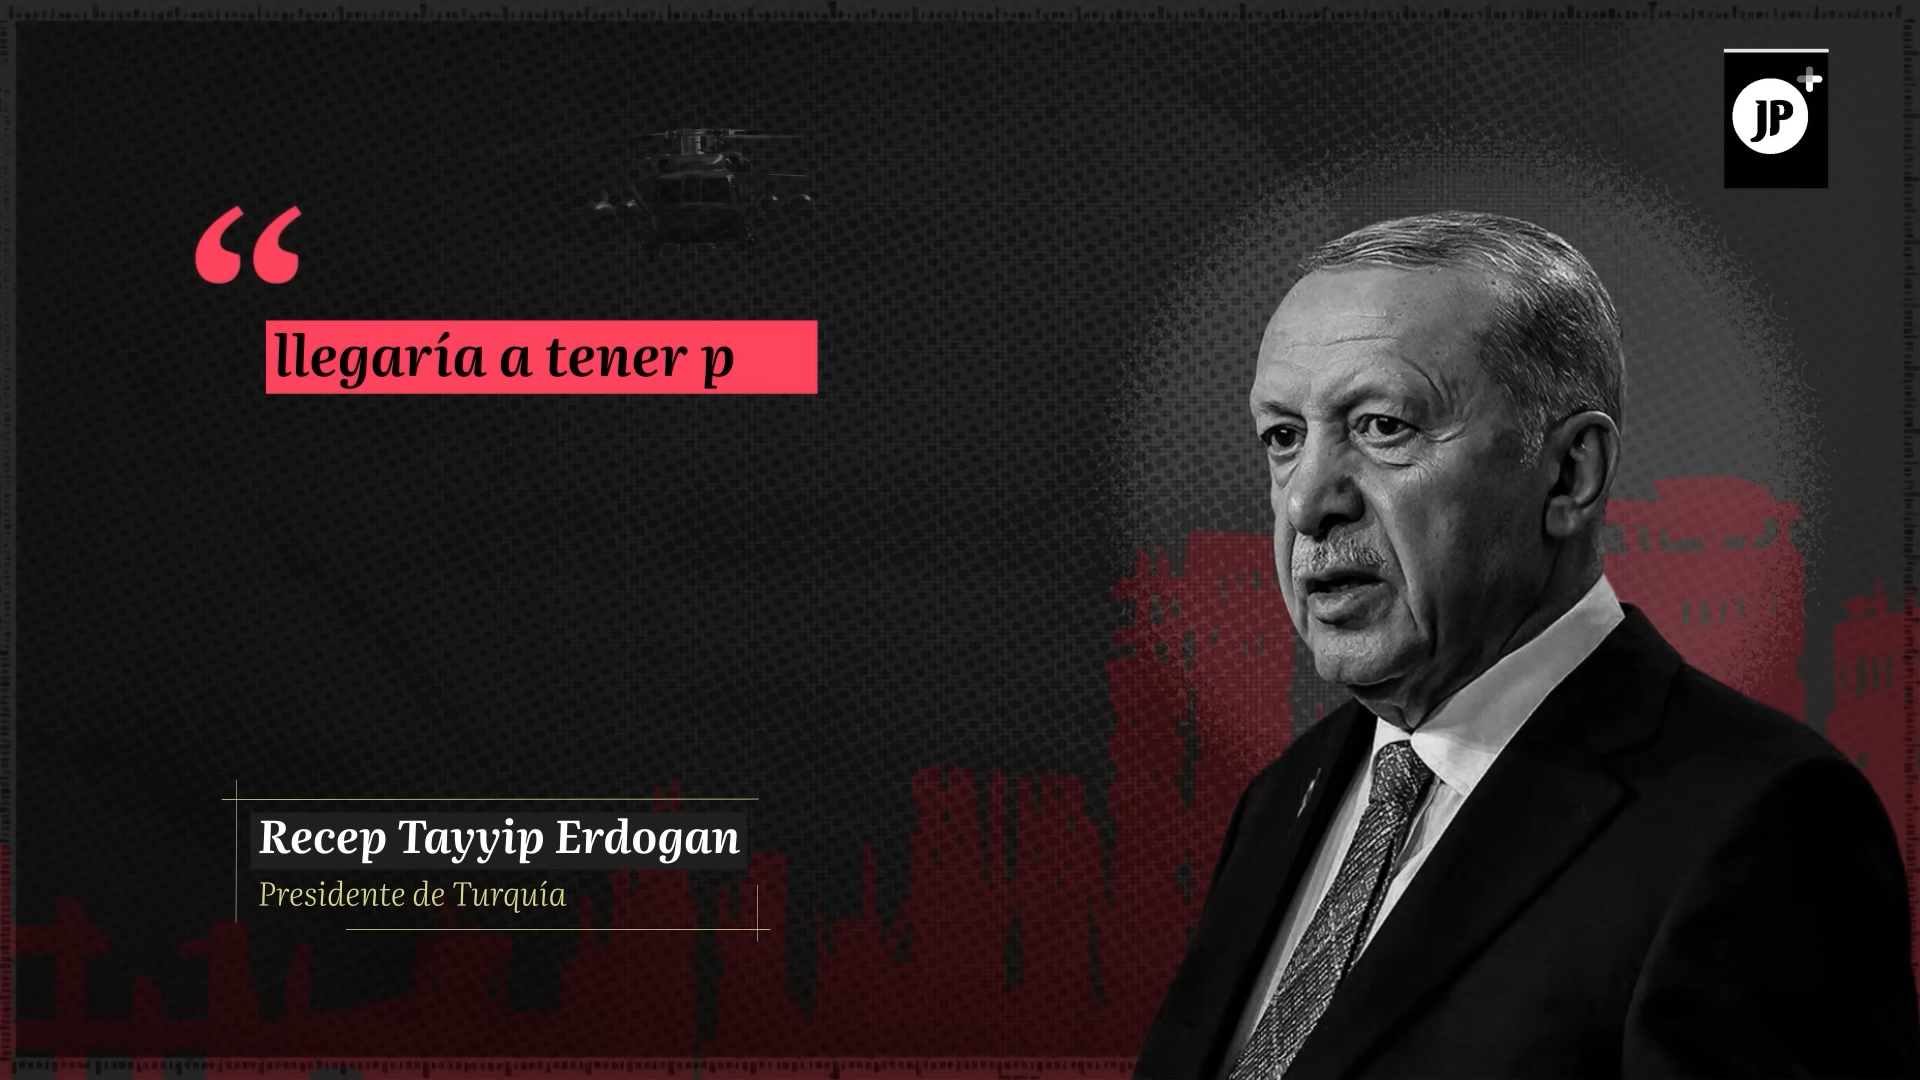 JP+
“
llegaría a tener p
Recep Tayyip Erdogan
Presidente de Turquía